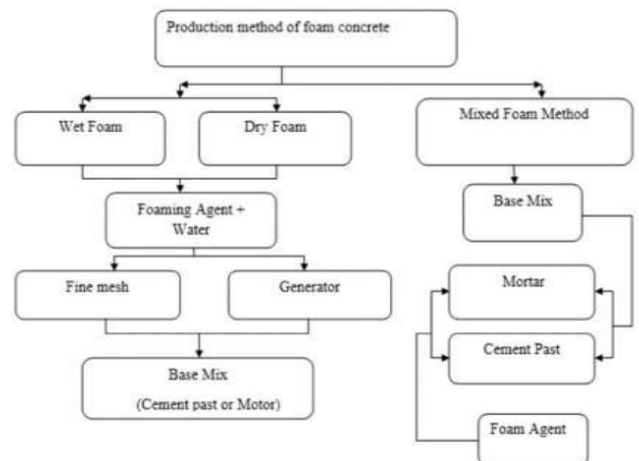 Production method of foam concrete
Wet Foam
Dry Foam
Mixed Foam Method
Foaming Agent +
Water
Base Mix
Fine mesh
Generator
Mortar
Cement Past
Base Mix
(Cement past or Motor)
Foam Agent